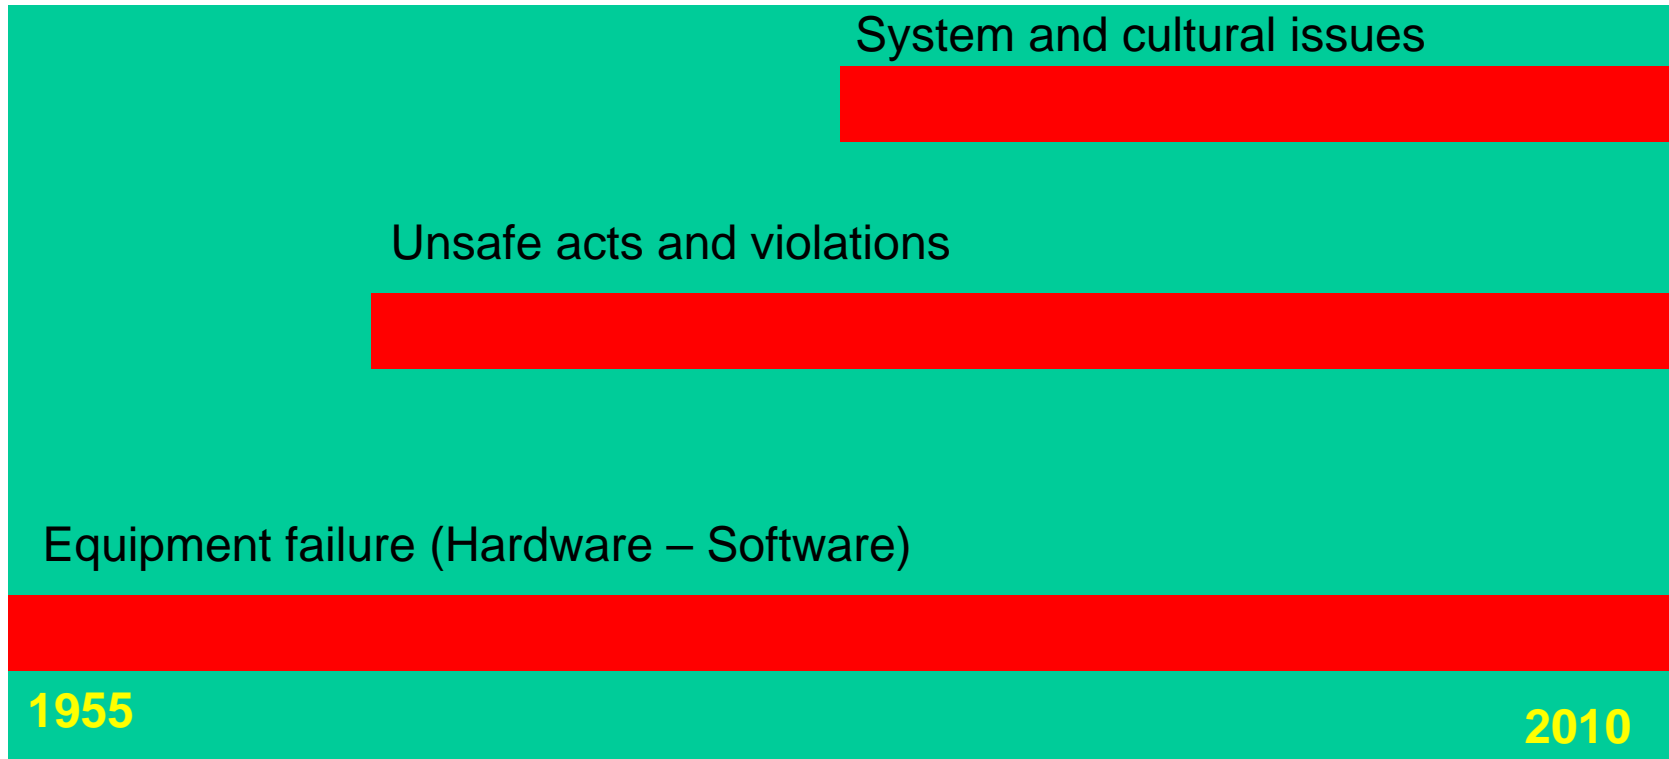 System and cultural issues
Unsafe acts and violations
Equipment failure (Hardware – Software)
1955
2010